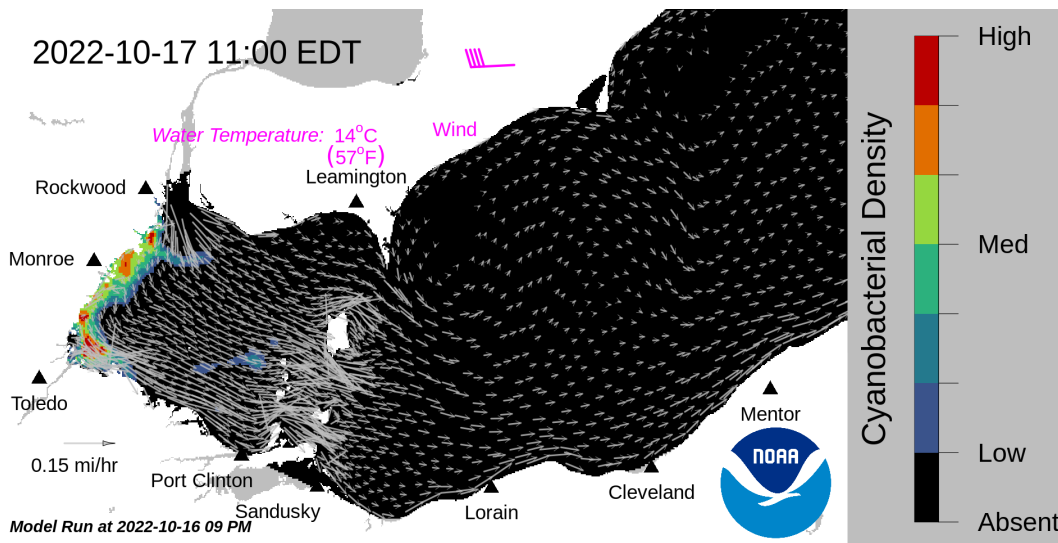 2022-10-17 11:00 EDT
Water Temperature: 14°C
(57°F)
Wind
Leamington
Rockwood
Monroe
Toledo
0.15 mi/hr
Port Clinton
Sandusky
Lorain
Cleveland
Mentor
NOAA
Model Run at 2022-10-16 09 PM
Cyanobacterial Density
High
Med
Low
Absent